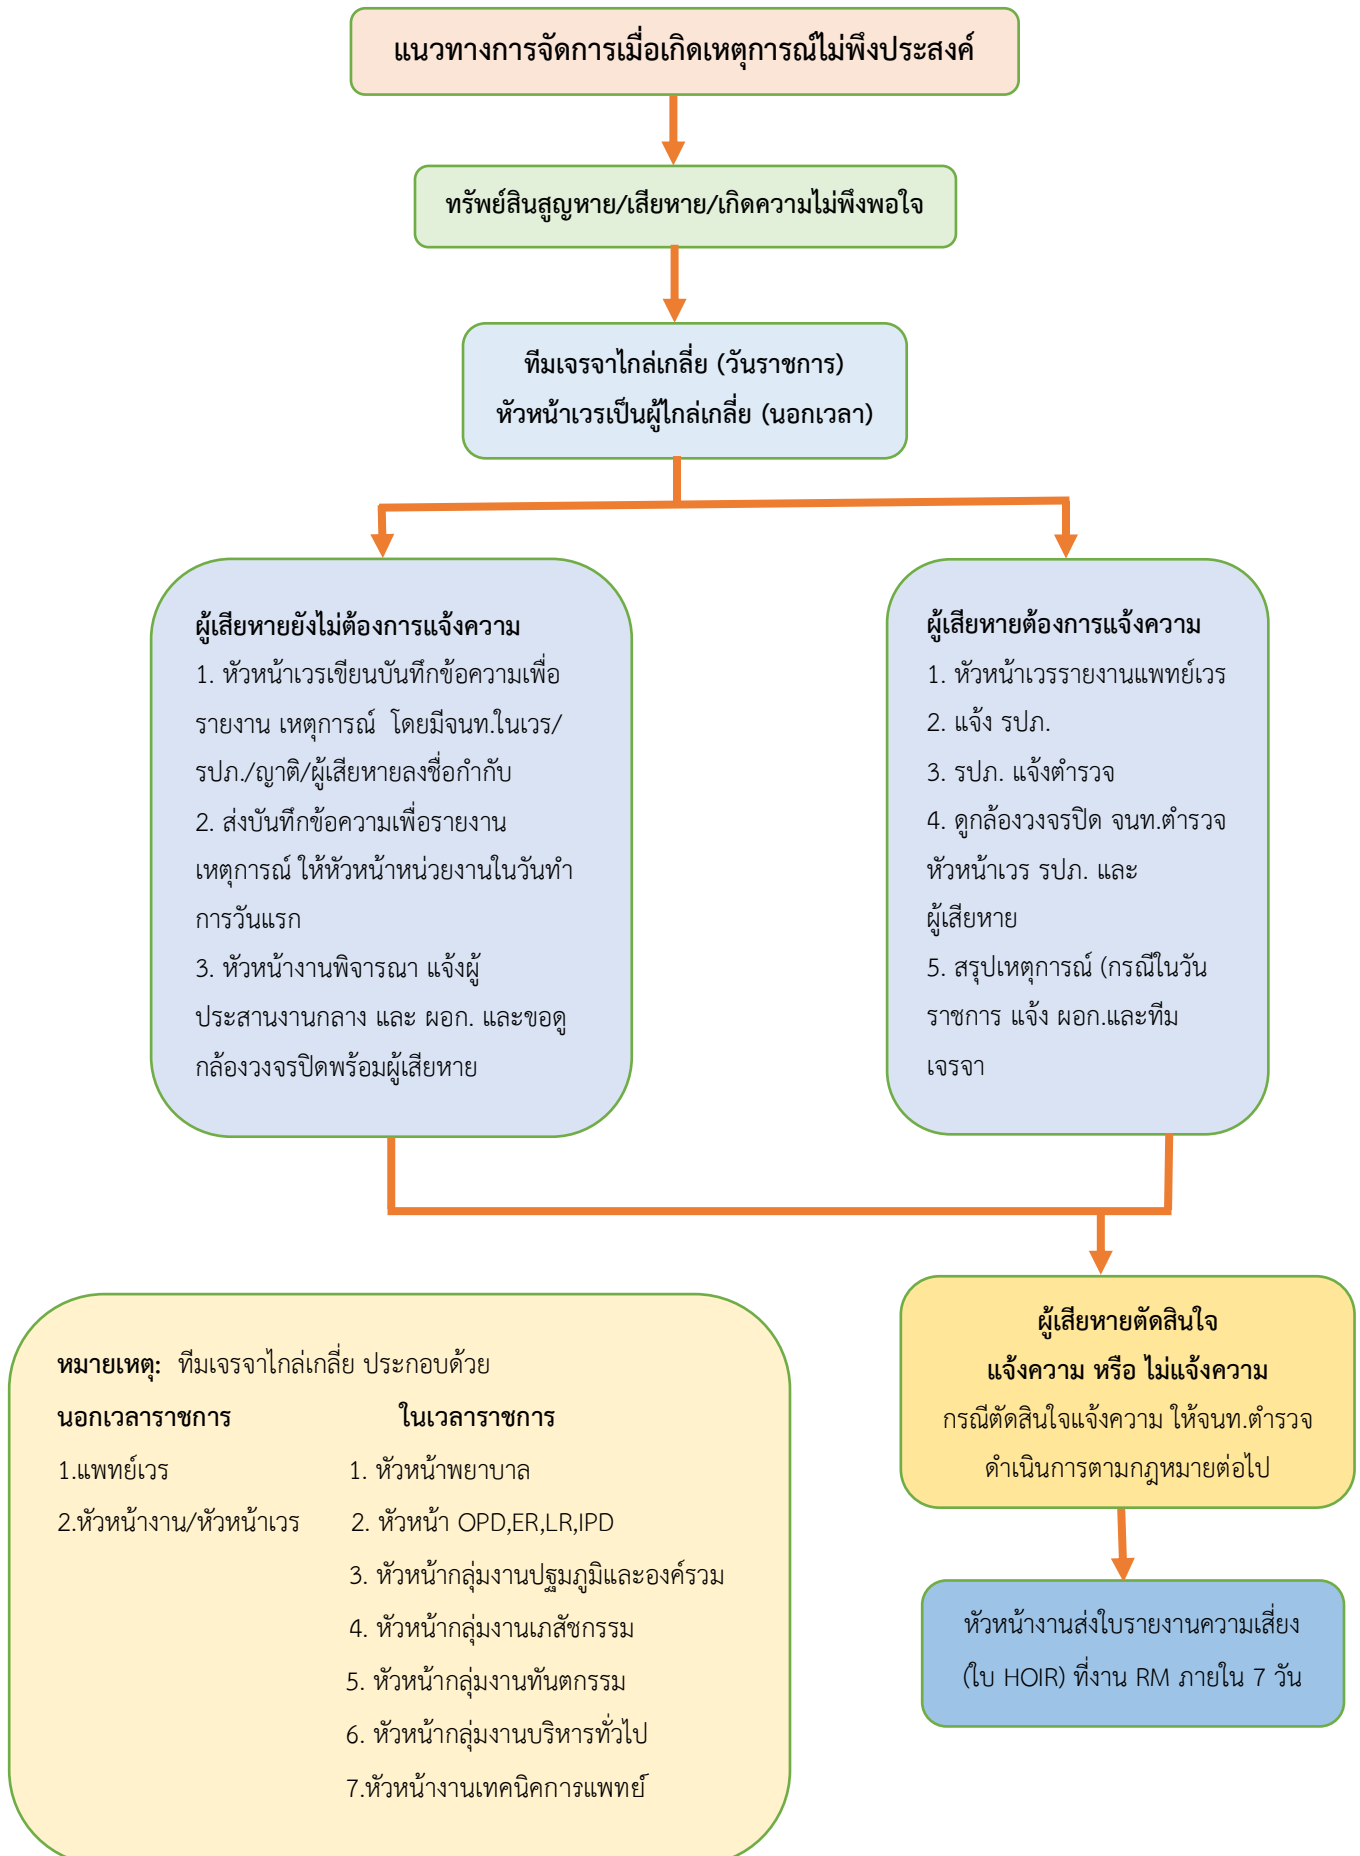 แนวทางการจัดการเมื่อเกิดเหตุการณ์ไม่พึงประสงค์
ทรัพย์สินสูญหาย/เสียหาย/เกิดความไม่พึงพอใจ
ทีมเจรจาไกล่เกลี่ย (วันราชการ)
หัวหน้าเวรเป็นผู้ไกล่เกลี่ย (นอกเวลา)
ผู้เสียหายยังไม่ต้องการแจ้งความ
1. หัวหน้าเวรเขียนบันทึกข้อความเพื่อ
รายงาน เหตุการณ์ โดยมีจนท.ในเวร/
รปภ./ญาติ/ผู้เสียหายลงชื่อกำกับ
2. ส่งบันทึกข้อความเพื่อรายงาน
เหตุการณ์ ให้หัวหน้าหน่วยงานในวันทำ
การวันแรก
3. หัวหน้างานพิจารณา แจ้งผู้
ประสานงานกลาง และ ผอก. และขอดู
กล้องวงจรปิดพร้อมผู้เสียหาย
ผู้เสียหายต้องการแจ้งความ
1. หัวหน้าเวรรายงานแพทย์เวร
2. แจ้ง รปภ.
3. รปภ. แจ้งตำรวจ
4. ดูกล้องวงจรปิด จนท.ตำรวจ
หัวหน้าเวร รปภ. และ
ผู้เสียหาย
5. สรุปเหตุการณ์ (กรณีในวัน
ราชการ แจ้ง ผอก.และทีม
เจรจา
ผู้เสียหายตัดสินใจ
แจ้งความ หรือ ไม่แจ้งความ
กรณีตัดสินใจแจ้งความ ให้จนท.ตำรวจ
ดำเนินการตามกฎหมายต่อไป
หัวหน้างานส่งใบรายงานความเสี่ยง
(ใบ HOIR) ที่งาน RM ภายใน 7 วัน
หมายเหตุ: ทีมเจรจาไกล่เกลี่ย ประกอบด้วย
นอกเวลาราชการ
1.แพทย์เวร
2.หัวหน้างาน/หัวหน้าเวร
ในเวลาราชการ
1. หัวหน้าพยาบาล
2. หัวหน้า OPD,ER,LR,IPD
3. หัวหน้ากลุ่มงานปฐมภูมิและองค์รวม
4. หัวหน้ากลุ่มงานเภสัชกรรม
5. หัวหน้ากลุ่มงานทันตกรรม
6. หัวหน้ากลุ่มงานบริหารทั่วไป
7.หัวหน้างานเทคนิคการแพทย์